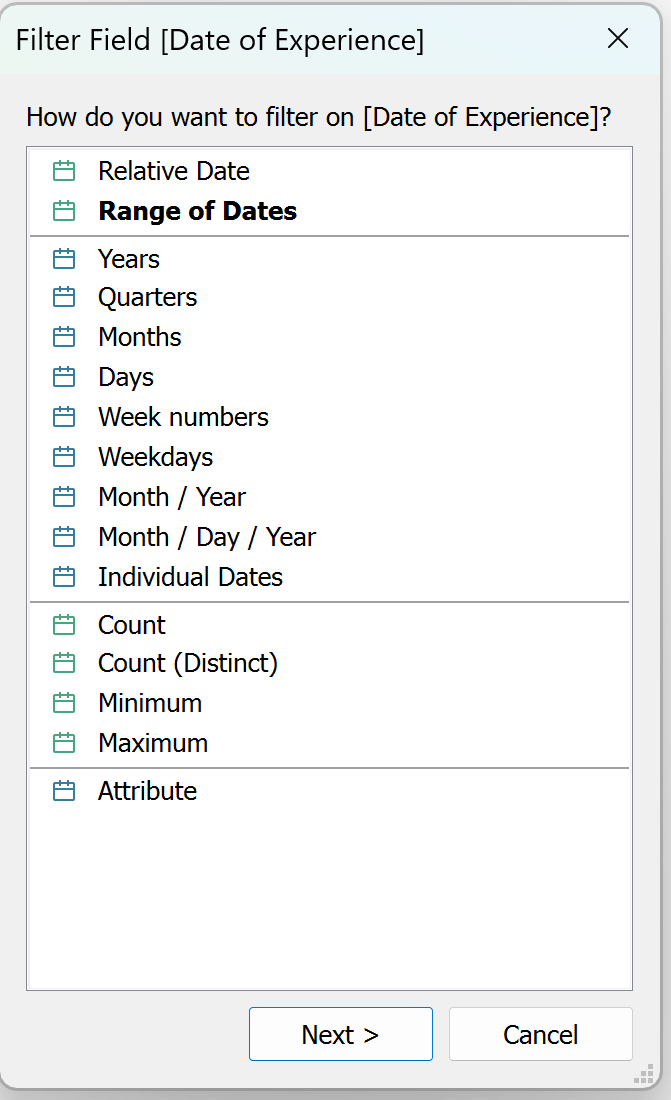 Filter Field [Date of Experience]
How do you want to filter on [Date of Experience]?
Relative Date
Range of Dates
Years
Quarters
Months
Days
Week numbers
Weekdays
Month / Year
Month / Day / Year
Individual Dates
Count
Count (Distinct)
Minimum
Maximum
Attribute
Next >
Cancel